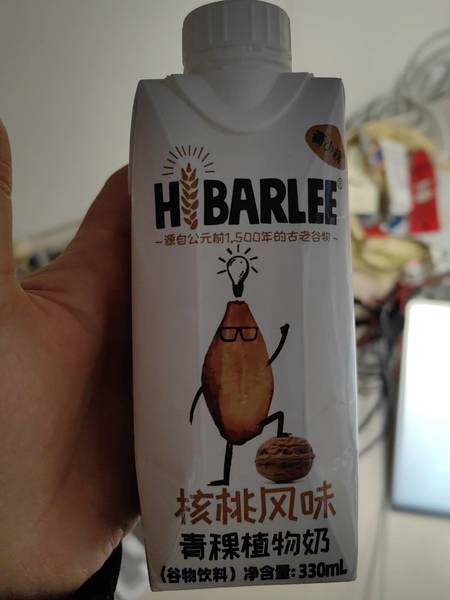 HIBARLEE®
–源自公元前1,500年的古老谷物–
核桃风味
青稞植物奶
(谷物饮料) 净含量:330mL